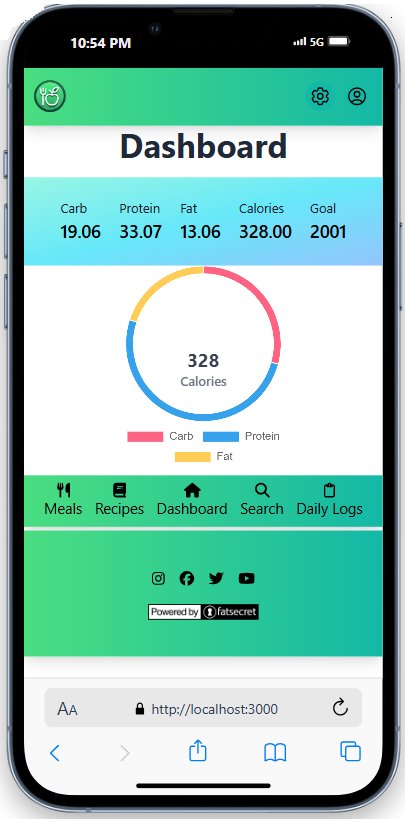 10:54 PM 5G
Dashboard
Carb Protein Fat Calories Goal
19.06 33.07 13.06 328.00 2001
328
Calories
Carb Protein
Fat
Meals Recipes Dashboard Search Daily Logs
Powered by fatsecret
AA http://localhost:3000